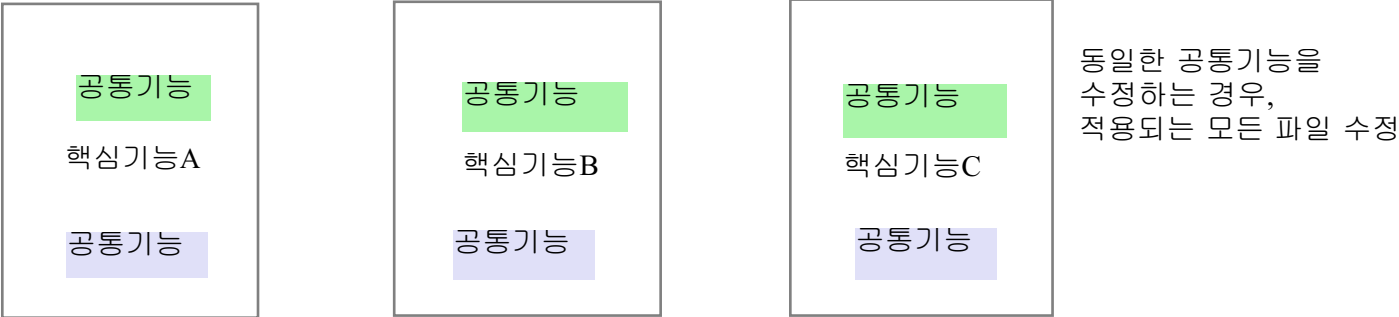 공통기능
핵심기능A
공통기능
공통기능
핵심기능B
공통기능
공통기능
핵심기능C
공통기능
동일한 공통기능을
수정하는 경우,
적용되는 모든 파일 수정